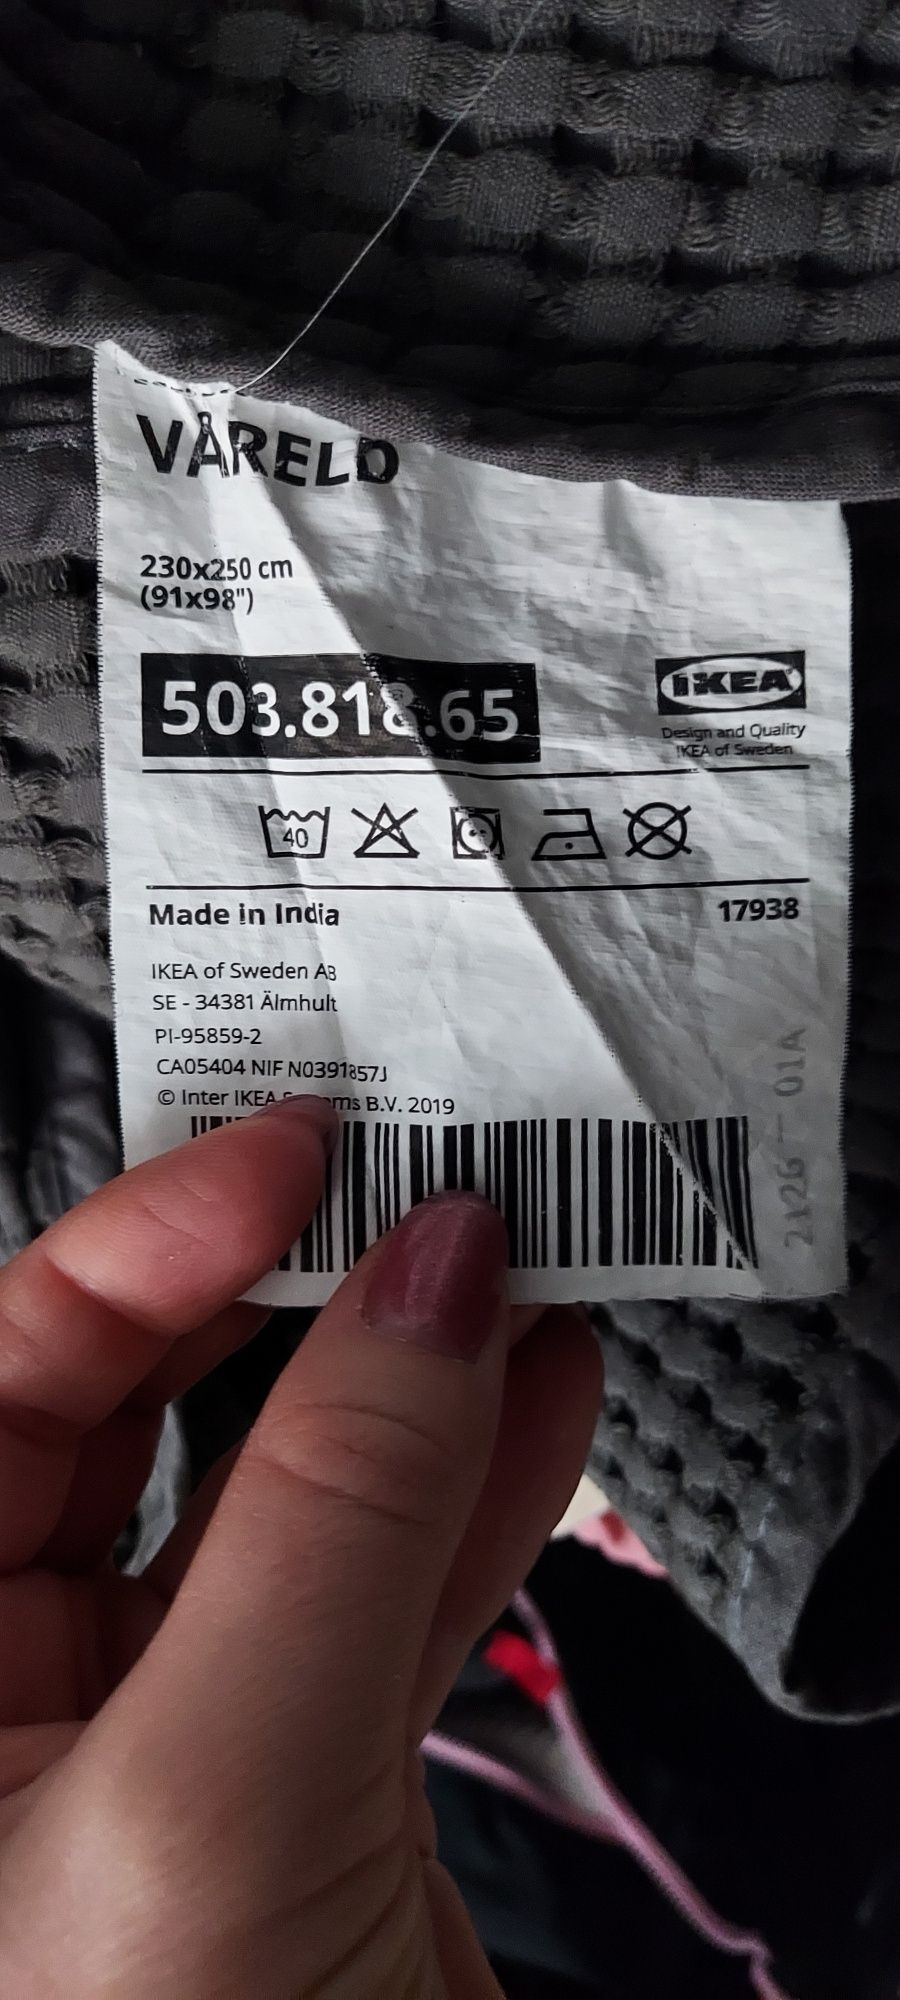 VÅRELD
230x250 cm
(91x98")
503.818.65
IKEA
Design and Quality
IKEA of Sweden
40
Made in India
17938
IKEA of Sweden AB
SE - 34381 Älmhult
PI-95859-2
CA05404 NIF N0391857J
© Inter IKEA B.V. 2019
2126 - 01A